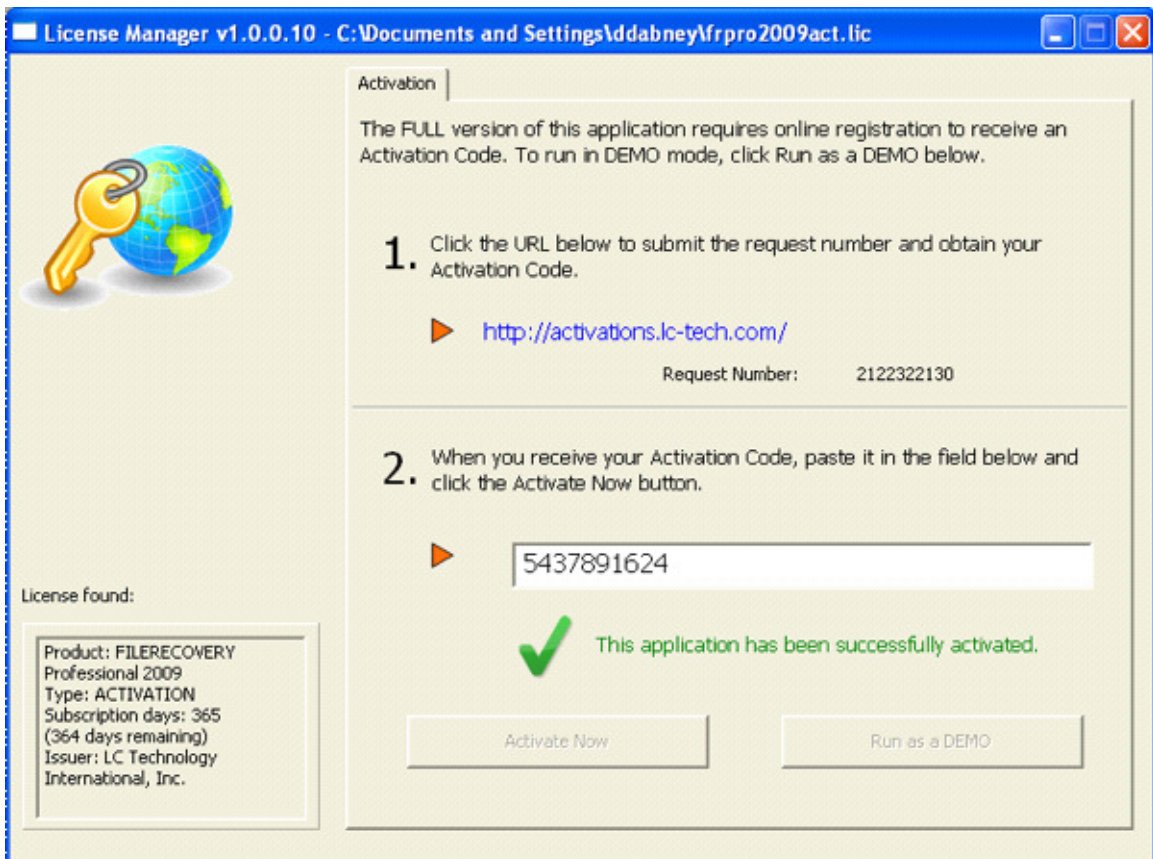 License Manager v1.0.0.10 - C:\Documents and Settings\ddabney\frpro2009act.lic
Activation
The FULL version of this application requires online registration to receive an
Activation Code. To run in DEMO mode, click Run as a DEMO below.
1. Click the URL below to submit the request number and obtain your
Activation Code.
http://activations.lc-tech.com/
Request Number: 2122322130
2. When you receive your Activation Code, paste it in the field below and
click the Activate Now button.
5437891624
This application has been successfully activated.
Activate Now
Run as a DEMO
License found:
Product: FILERECOVERY
Professional 2009
Type: ACTIVATION
Subscription days: 365
(364 days remaining)
Issuer: LC Technology
International, Inc.